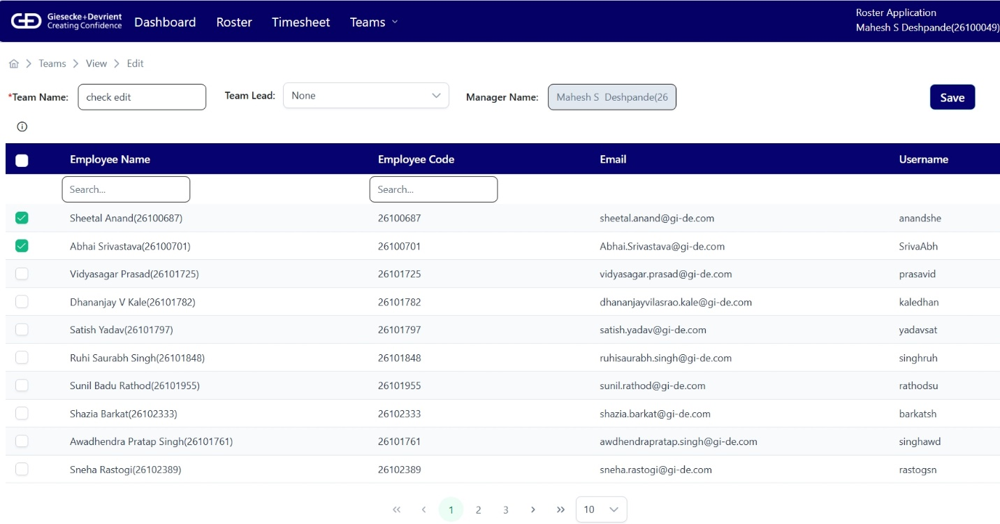 Giesecke+Devrient
Creating Confidence
Dashboard Roster Timesheet Teams
Roster Application
Mahesh S Deshpande(26100049)
Teams View Edit
*Team Name: check edit Team Lead: None Manager Name: Mahesh S Deshpande(26 Save
Employee Name Employee Code Email Username
Search... Search...
Sheetal Anand(26100687) 26100687 sheetal.anand@gi-de.com anandshe
Abhai Srivastava(26100701) 26100701 Abhai.Srivastava@gi-de.com SrivaAbh
Vidyasagar Prasad(26101725) 26101725 vidyasagar.prasad@gi-de.com prasavid
Dhananjay V Kale(26101782) 26101782 dhananjayvilasrao.kale@gi-de.com kaledhan
Satish Yadav(26101797) 26101797 satish.yadav@gi-de.com yadavsat
Ruhi Saurabh Singh(26101848) 26101848 ruhisaurabh.singh@gi-de.com singhruh
Sunil Badu Rathod(26101955) 26101955 sunil.rathod@gi-de.com rathodsu
Shazia Barkat(26102333) 26102333 shazia.barkat@gi-de.com barkatsh
Awadhendra Pratap Singh(26101761) 26101761 awdhendrapratap.singh@gi-de.com singhawd
Sneha Rastogi(26102389) 26102389 sneha.rastogi@gi-de.com rastogsn
« ‹ 1 2 3 › » 10